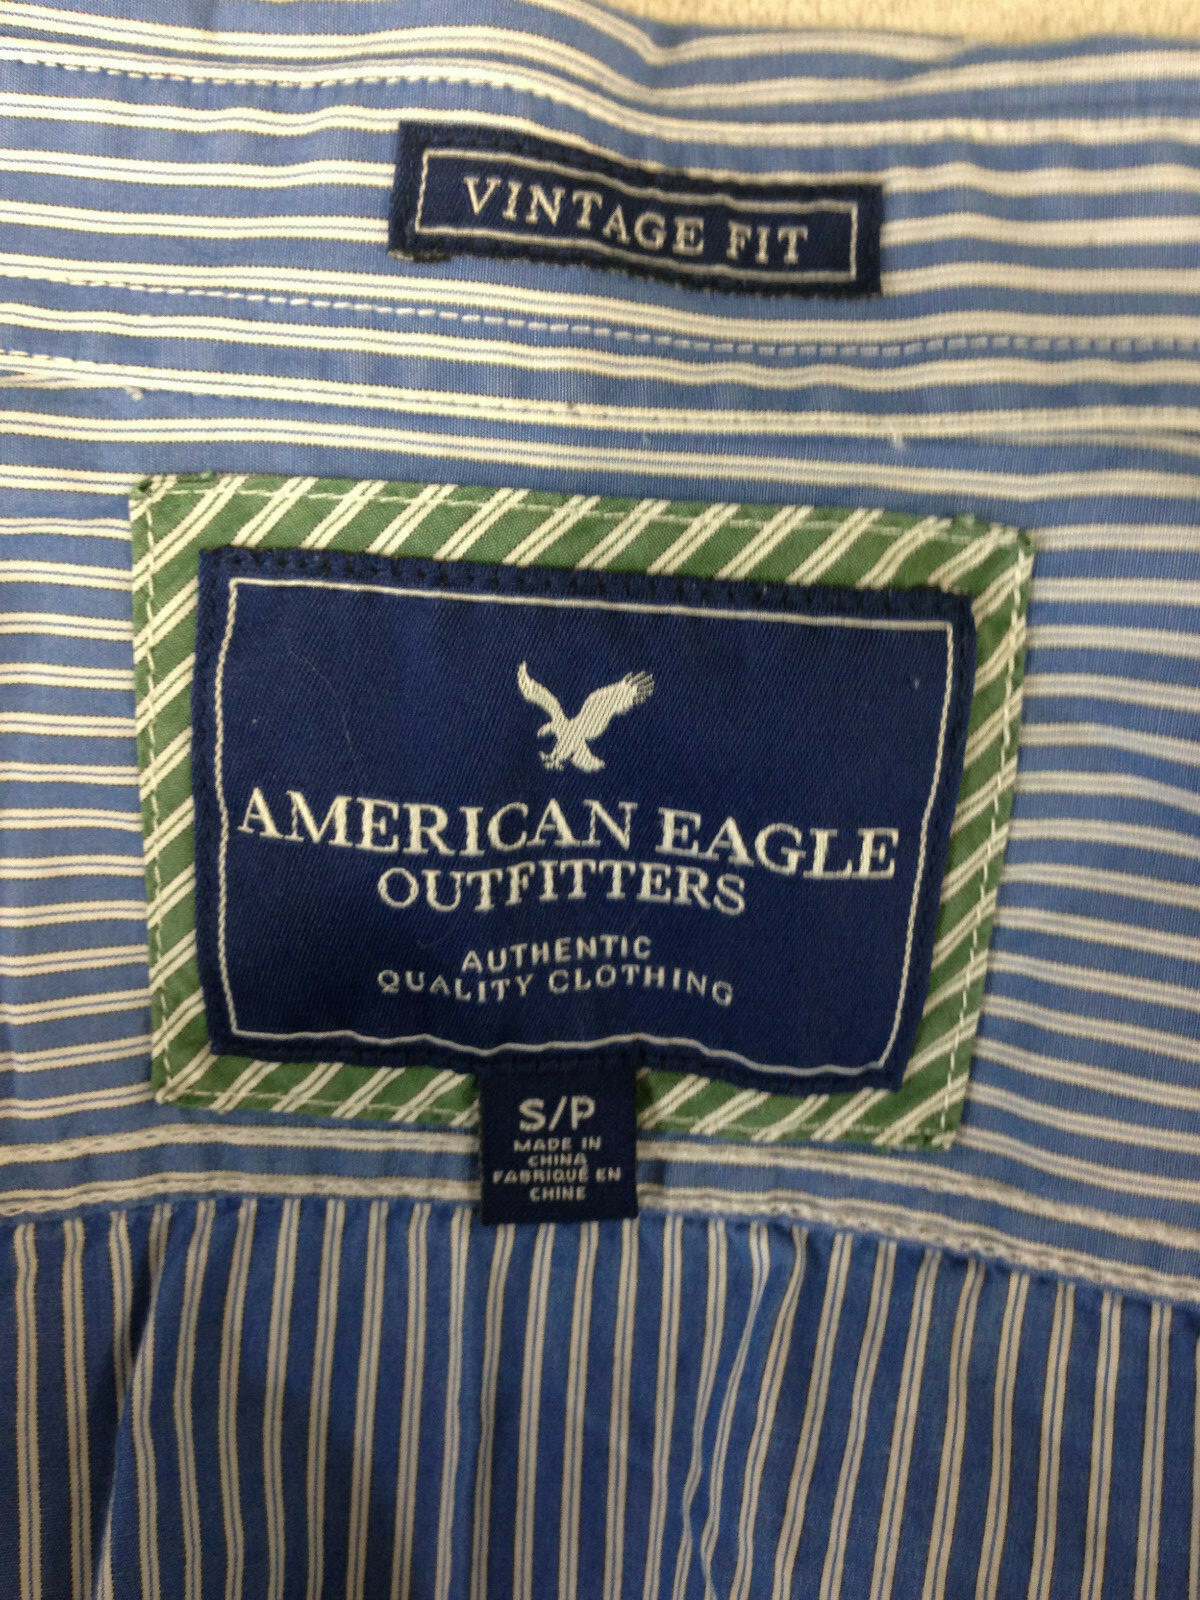 VINTAGE FIT
AMERICAN EAGLE
OUTFITTERS
AUTHENTIC
QUALITY CLOTHING
S/P
MADE IN
CHINA
FABRIQUÉ EN
CHINE